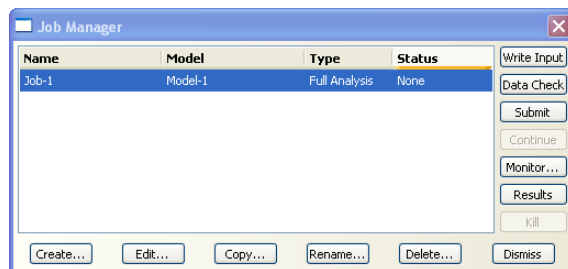 Job Manager
Name Model Type Status Write Input
Job-1 Model-1 Full Analysis None Data Check
Submit
Continue
Monitor...
Results
Kill
Create... Edit... Copy... Rename... Delete... Dismiss